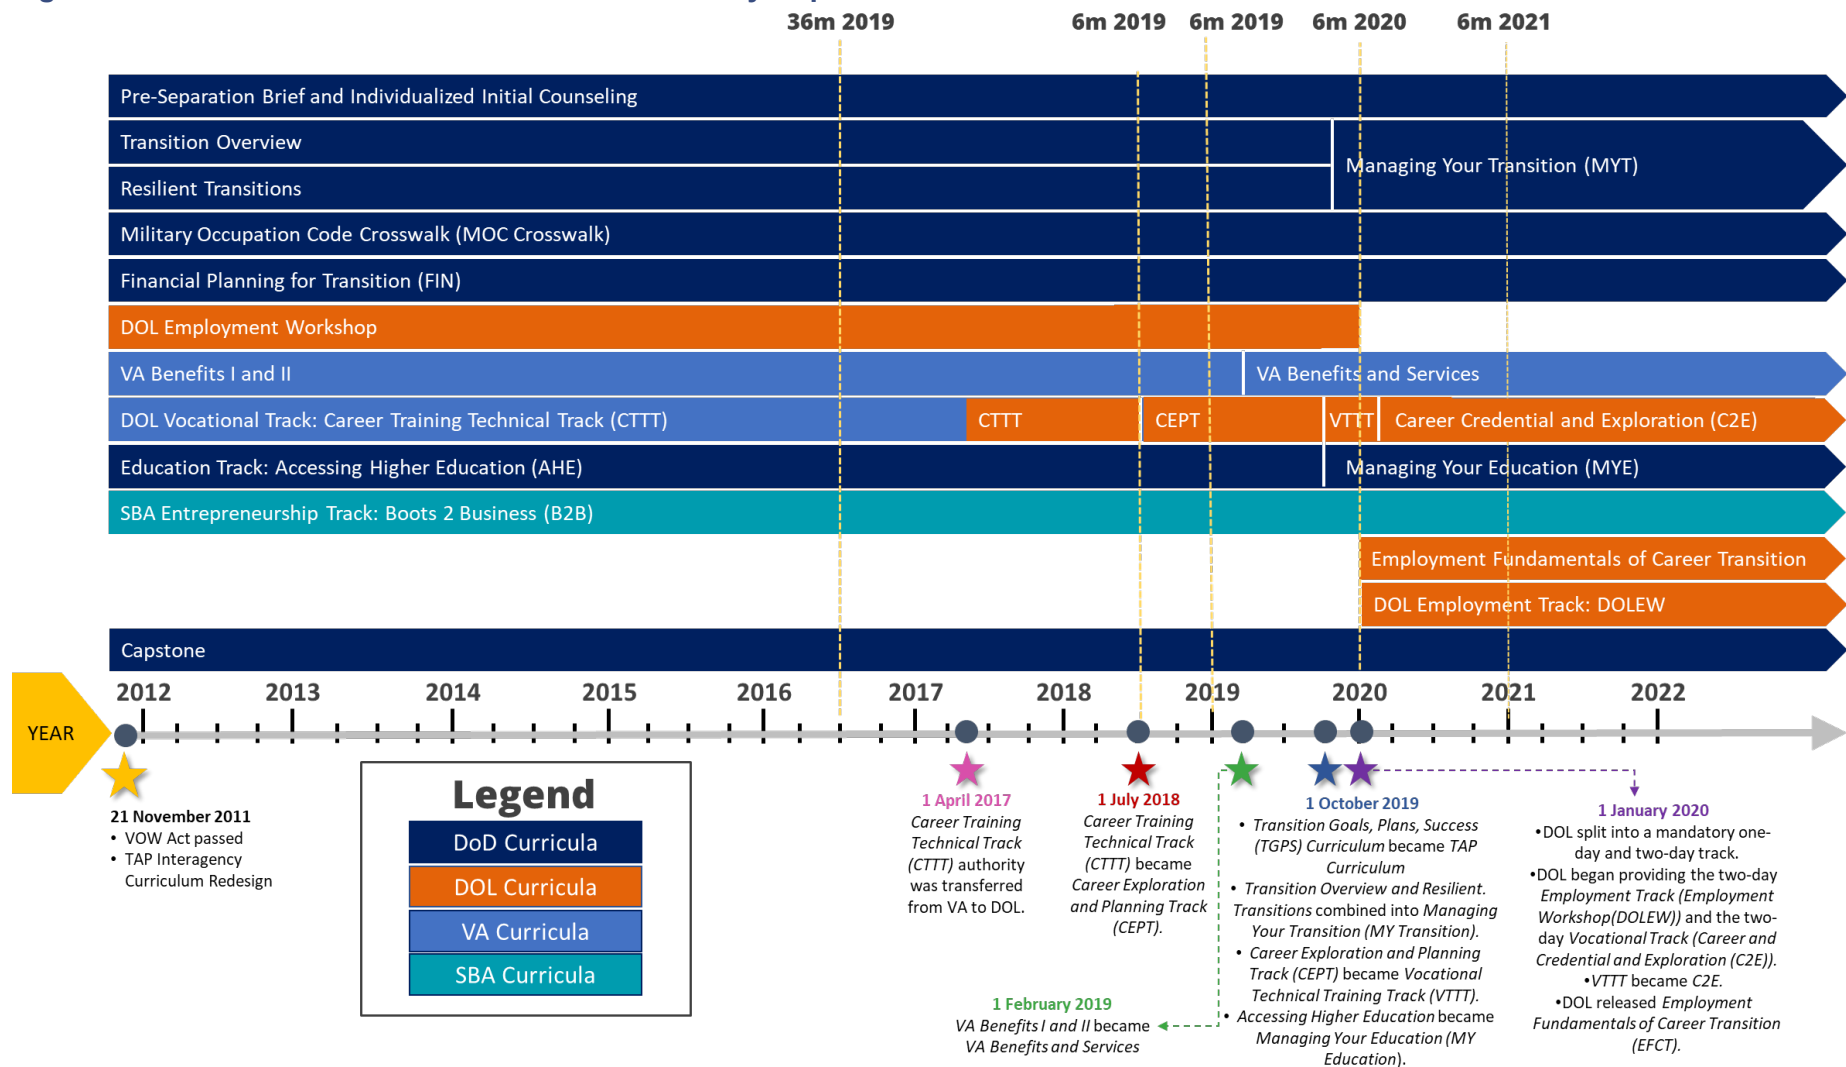 36m 2019
6m 2019
6m 2019
6m 2020
6m 2021
Pre-Separation Brief and Individualized Initial Counseling
Transition Overview
Managing Your Transition (MYT)
Resilient Transitions
Military Occupation Code Crosswalk (MOC Crosswalk)
Financial Planning for Transition (FIN)
DOL Employment Workshop
VA Benefits I and II
VA Benefits and Services
DOL Vocational Track: Career Training Technical Track (CTTT)
CTTT
CEPT
VTTT
Career Credential and Exploration (C2E)
Education Track: Accessing Higher Education (AHE)
Managing Your Education (MYE)
SBA Entrepreneurship Track: Boots 2 Business (B2B)
Employment Fundamentals of Career Transition
DOL Employment Track: DOLEW
Capstone
YEAR
2012
2013
2014
2015
2016
2017
2018
2019
2020
2021
2022
21 November 2011
• VOW Act passed
• TAP Interagency
Curriculum Redesign
Legend
DoD Curricula
DOL Curricula
VA Curricula
SBA Curricula
1 April 2017
Career Training
Technical Track
(CTTT) authority
was transferred
from VA to DOL.
1 July 2018
Career Training
Technical Track
(CTTT) became
Career Exploration
and Planning Track
(CEPT).
1 February 2019
VA Benefits I and II became
VA Benefits and Services
1 October 2019
• Transition Goals, Plans, Success
(TGPS) Curriculum became TAP
Curriculum
• Transition Overview and Resilient.
Transitions combined into Managing
Your Transition (MY Transition).
• Career Exploration and Planning
Track (CEPT) became Vocational
Technical Training Track (VTTT).
• Accessing Higher Education became
Managing Your Education (MY
Education).
1 January 2020
•DOL split into a mandatory one-
day and two-day track.
•DOL began providing the two-day
Employment Track (Employment
Workshop(DOLEW)) and the two-
day Vocational Track (Career and
Credential and Exploration (C2E)).
•VTTT became C2E.
•DOL released Employment
Fundamentals of Career Transition
(EFCT).